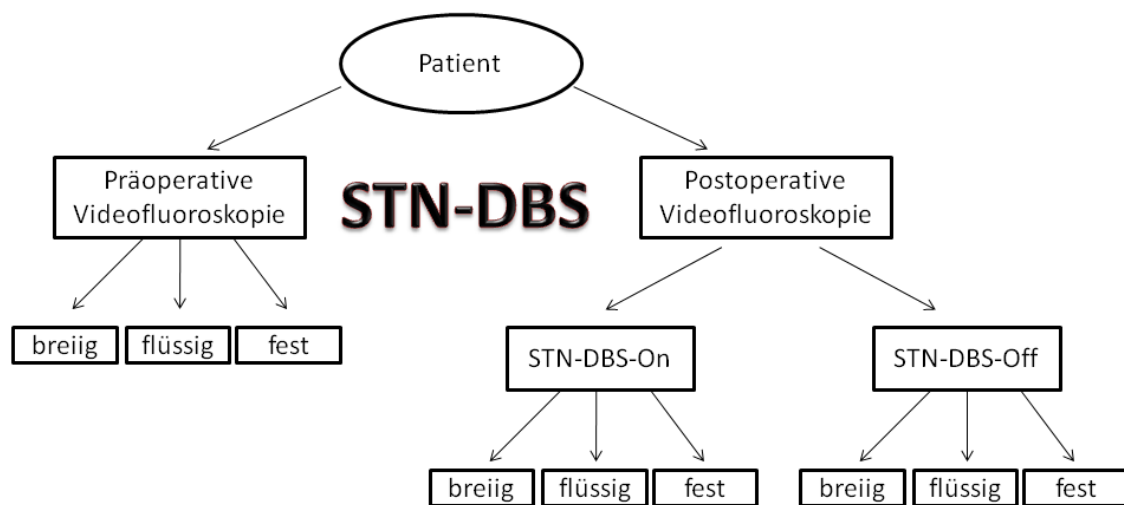 Patient
Präoperative
Videofluoroskopie
STN-DBS
Postoperative
Videofluoroskopie
breiig
flüssig
fest
STN-DBS-On
STN-DBS-Off
breiig
flüssig
fest
breiig
flüssig
fest